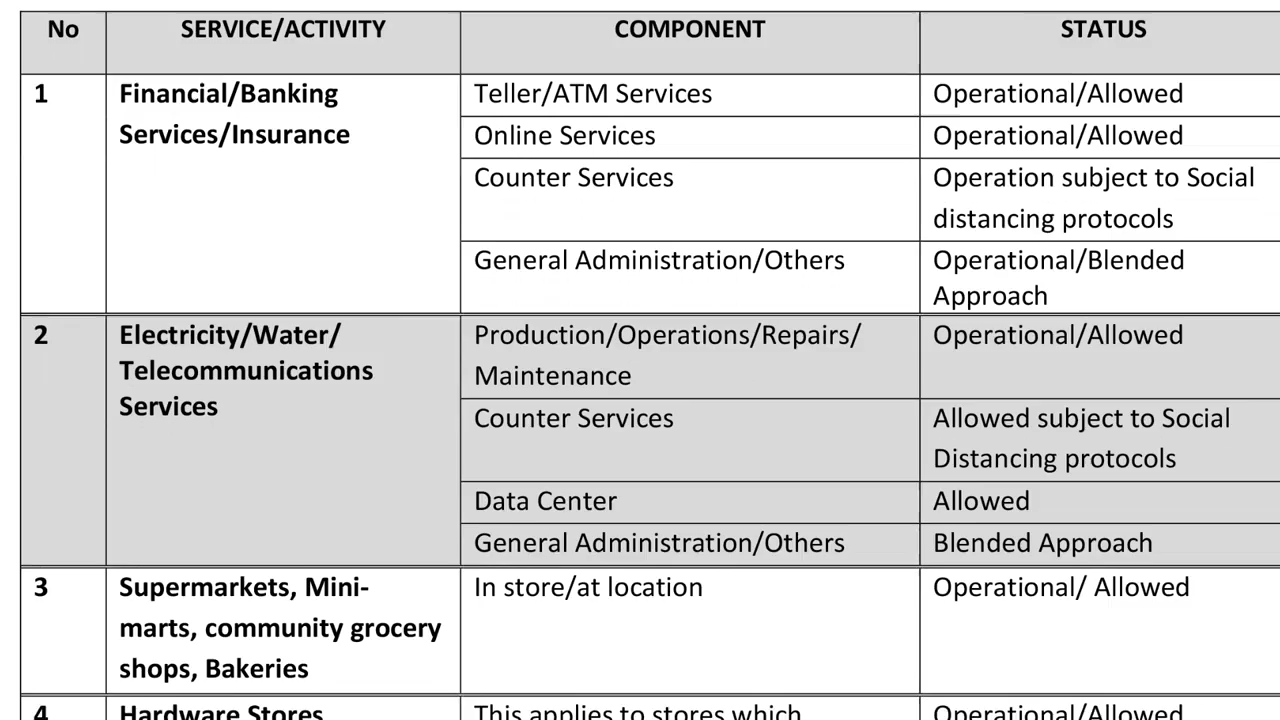 No SERVICE/ACTIVITY COMPONENT STATUS
1 Financial/Banking Services/Insurance Teller/ATM Services Operational/Allowed
Online Services Operational/Allowed
Counter Services Operation subject to Social
distancing protocols
General Administration/Others Operational/Blended
Approach
2 Electricity/Water/ Production/Operations/Repairs/ Operational/Allowed
Telecommunications Maintenance
Services Counter Services Allowed subject to Social
Distancing protocols
Data Center Allowed
General Administration/Others Blended Approach
3 Supermarkets, Mini- In store/at location Operational/ Allowed
marts, community grocery
shops, Bakeries
4 Hardware Stores This applies to stores which Operational/Allowed